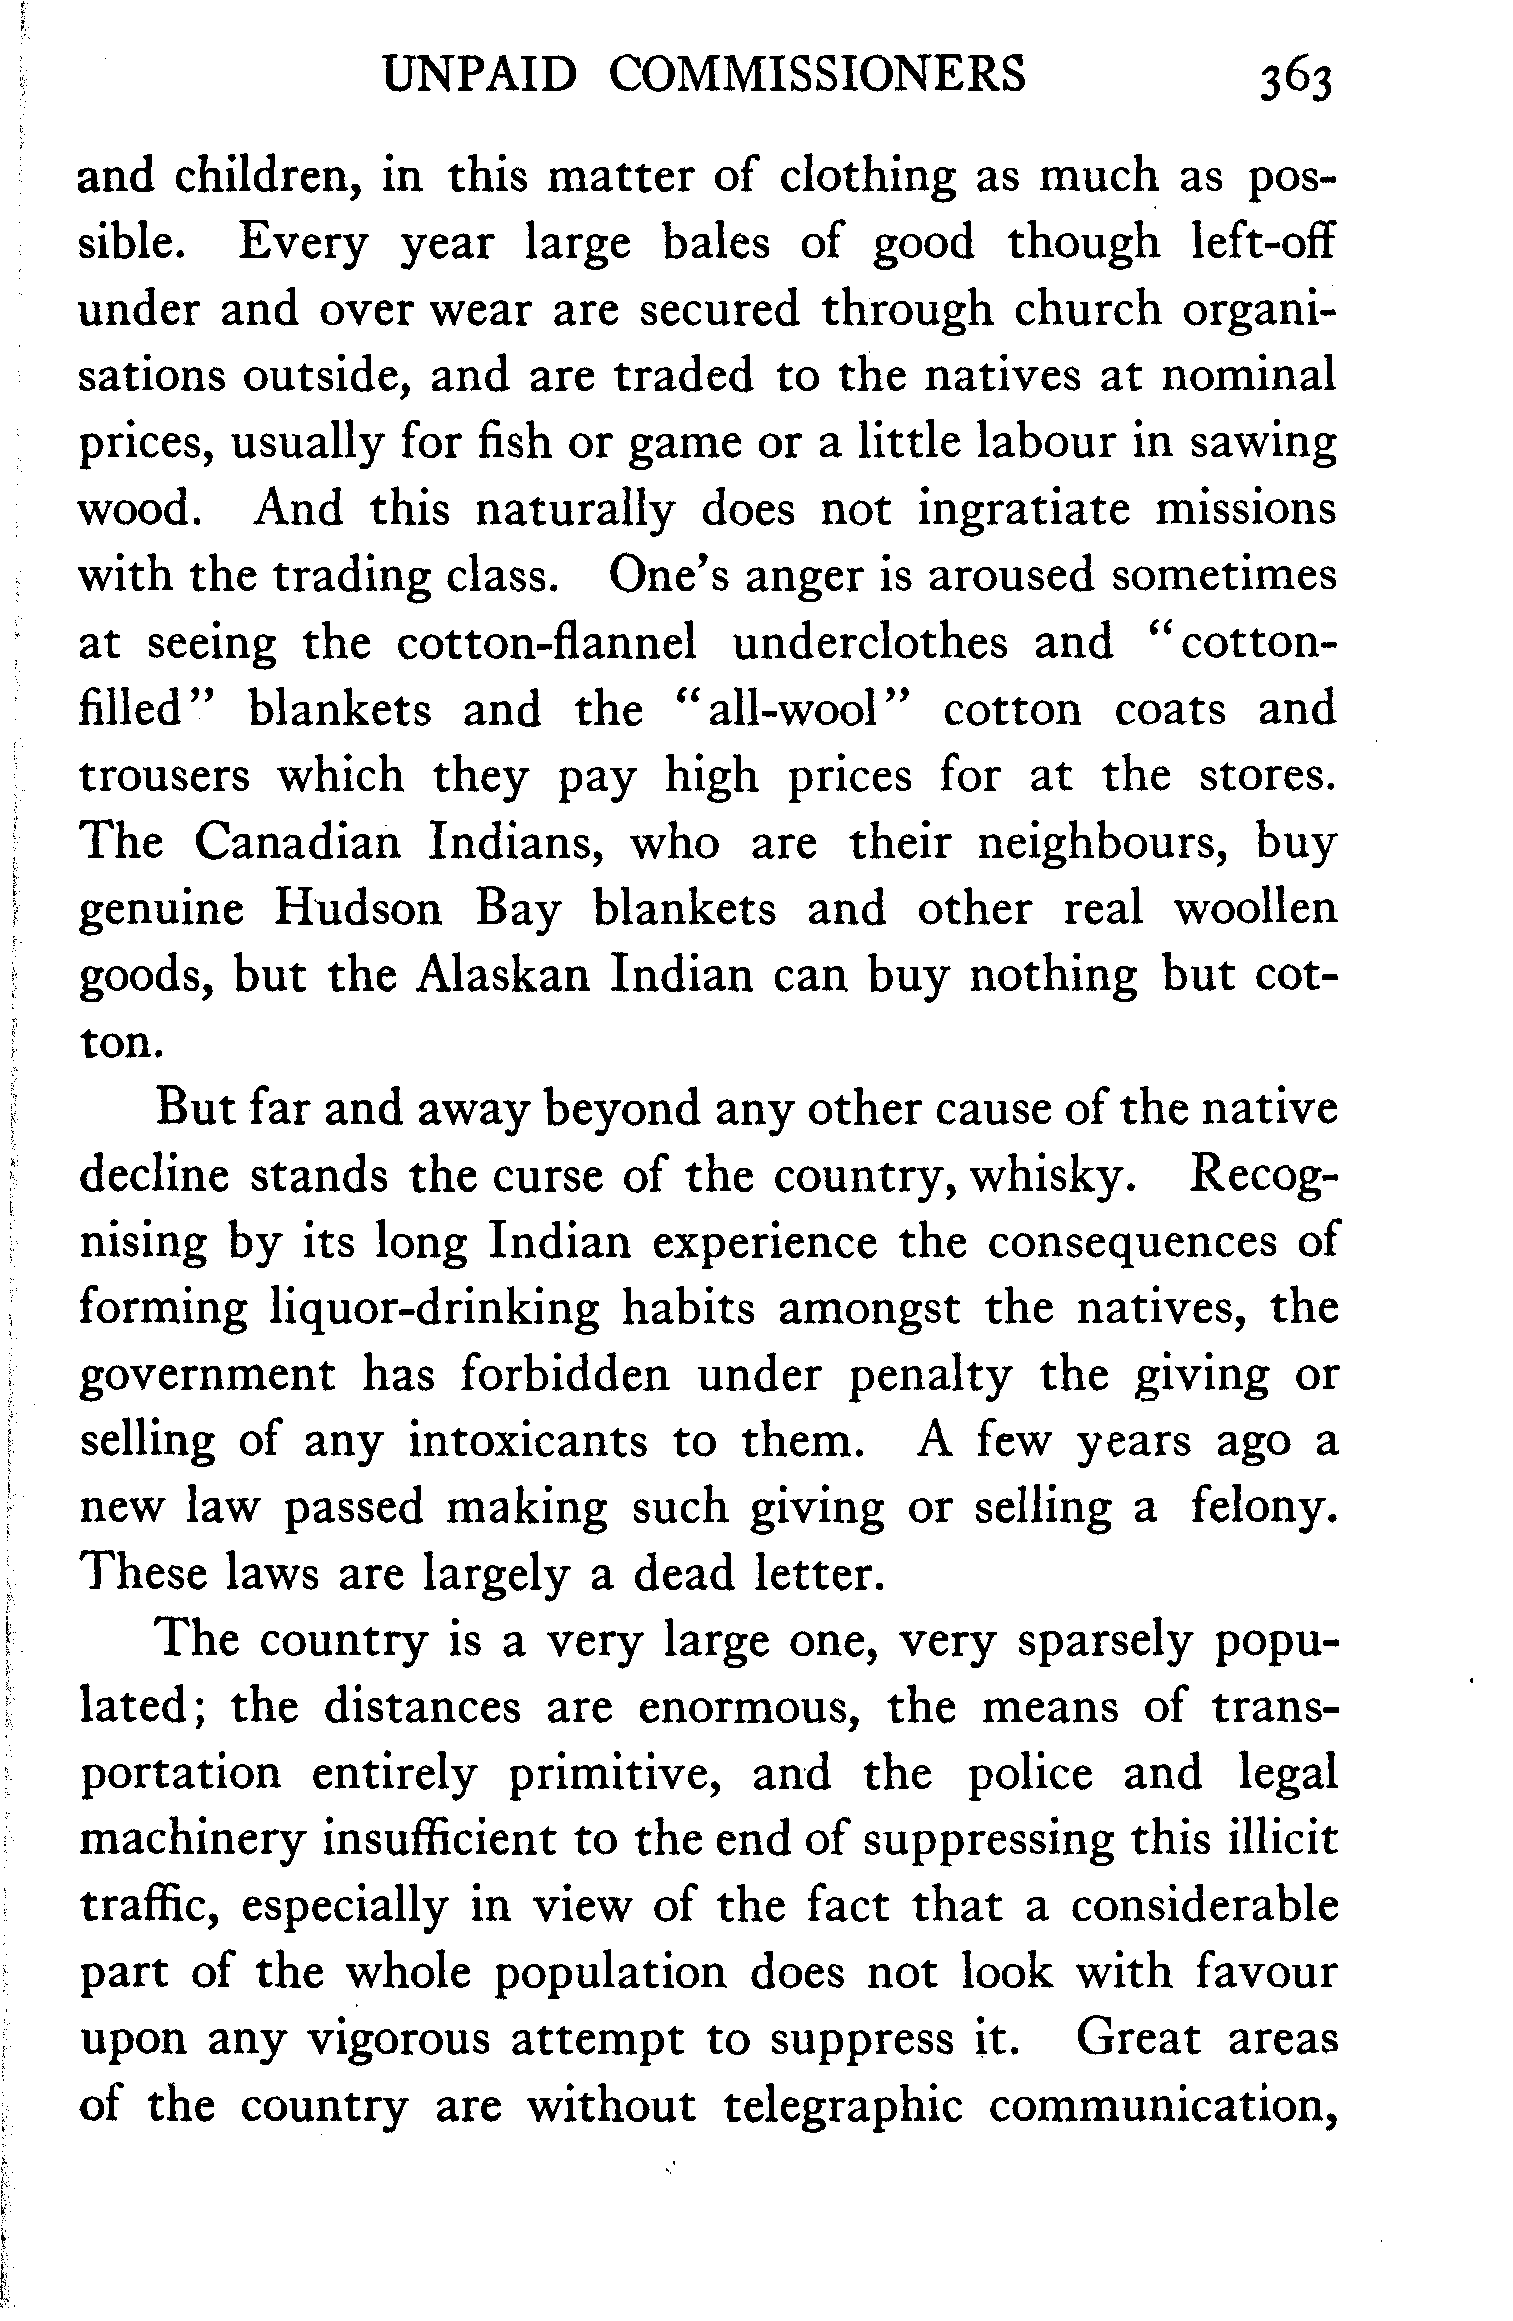 UNPAID COMMISSIONERS 363
and children, in this matter of clothing as much as pos-
sible. Every year large bales of good though left-off
under and over wear are secured through church organi-
sations outside, and are traded to the natives at nominal
prices, usually for fish or game or a little labour in sawing
wood. And this naturally does not ingratiate missions
with the trading class. One's anger is aroused sometimes
at seeing the cotton-flannel underclothes and "cotton-
filled" blankets and the "all-wool" cotton coats and
trousers which they pay high prices for at the stores.
The Canadian Indians, who are their neighbours, buy
genuine Hudson Bay blankets and other real woollen
goods, but the Alaskan Indian can buy nothing but cot-
ton.
But far and away beyond any other cause of the native
decline stands the curse of the country, whisky. Recog-
nising by its long Indian experience the consequences of
forming liquor-drinking habits amongst the natives, the
government has forbidden under penalty the giving or
selling of any intoxicants to them. A few years ago a
new law passed making such giving or selling a felony.
These laws are largely a dead letter.
The country is a very large one, very sparsely popu-
lated; the distances are enormous, the means of trans-
portation entirely primitive, and the police and legal
machinery insufficient to the end of suppressing this illicit
traffic, especially in view of the fact that a considerable
part of the whole population does not look with favour
upon any vigorous attempt to suppress it. Great areas
of the country are without telegraphic communication,